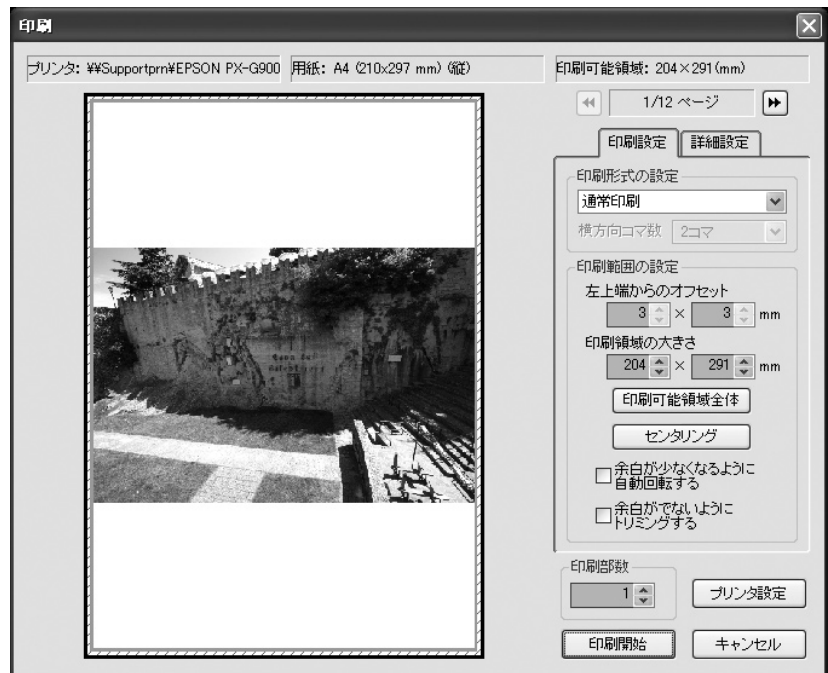 印刷
プリンタ: ¥¥Supportprn¥EPSON PX-G900
用紙: A4 (210x297 mm) (縦)
印刷可能領域: 204×291(mm)
1/12 ページ
印刷設定
詳細設定
印刷形式の設定
通常印刷
横方向コマ数 2コマ
印刷範囲の設定
左上端からのオフセット
3 × 3 mm
印刷領域の大きさ
204 × 291 mm
印刷可能領域全体
センタリング
余白が少なくなるように
自動回転する
余白がでないように
トリミングする
印刷部数
1
プリンタ設定
印刷開始
キャンセル